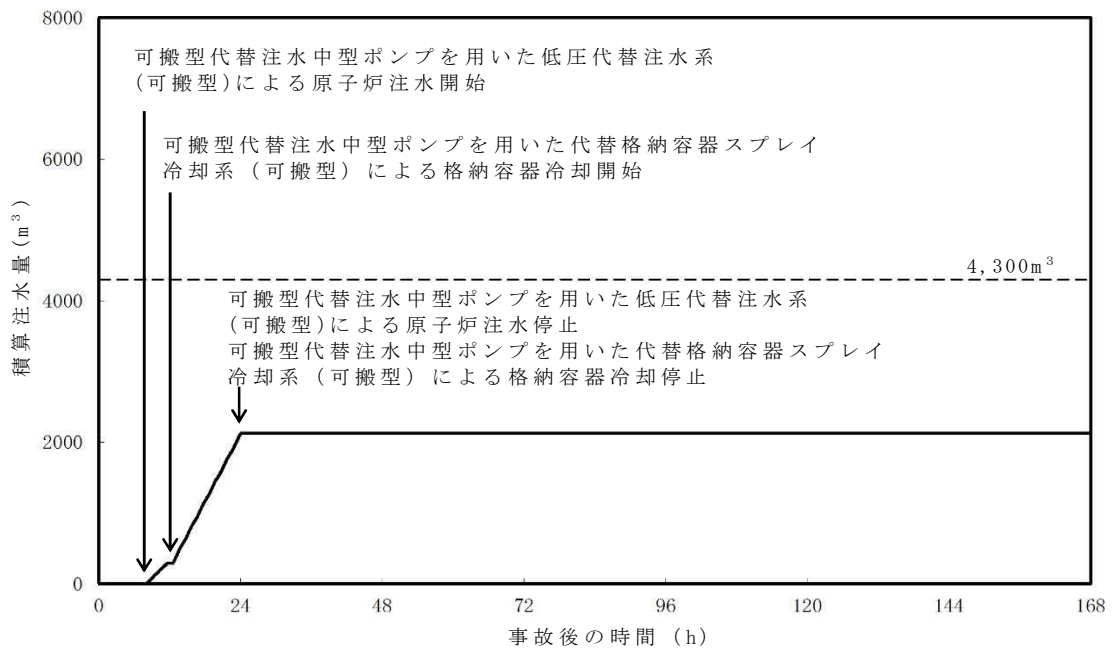 8000
可搬型代替注水中型ポンプを用いた低圧代替注水系
(可搬型)による原子炉注水開始
可搬型代替注水中型ポンプを用いた代替格納容器スプレイ
冷却系(可搬型)による格納容器冷却開始
6000
積算注水量(m³)
4,300m³
4000
可搬型代替注水中型ポンプを用いた低圧代替注水系
(可搬型)による原子炉注水停止
可搬型代替注水中型ポンプを用いた代替格納容器スプレイ
冷却系(可搬型)による格納容器冷却停止
2000
0
0 24 48 72 96 120 144 168
事故後の時間 (h)